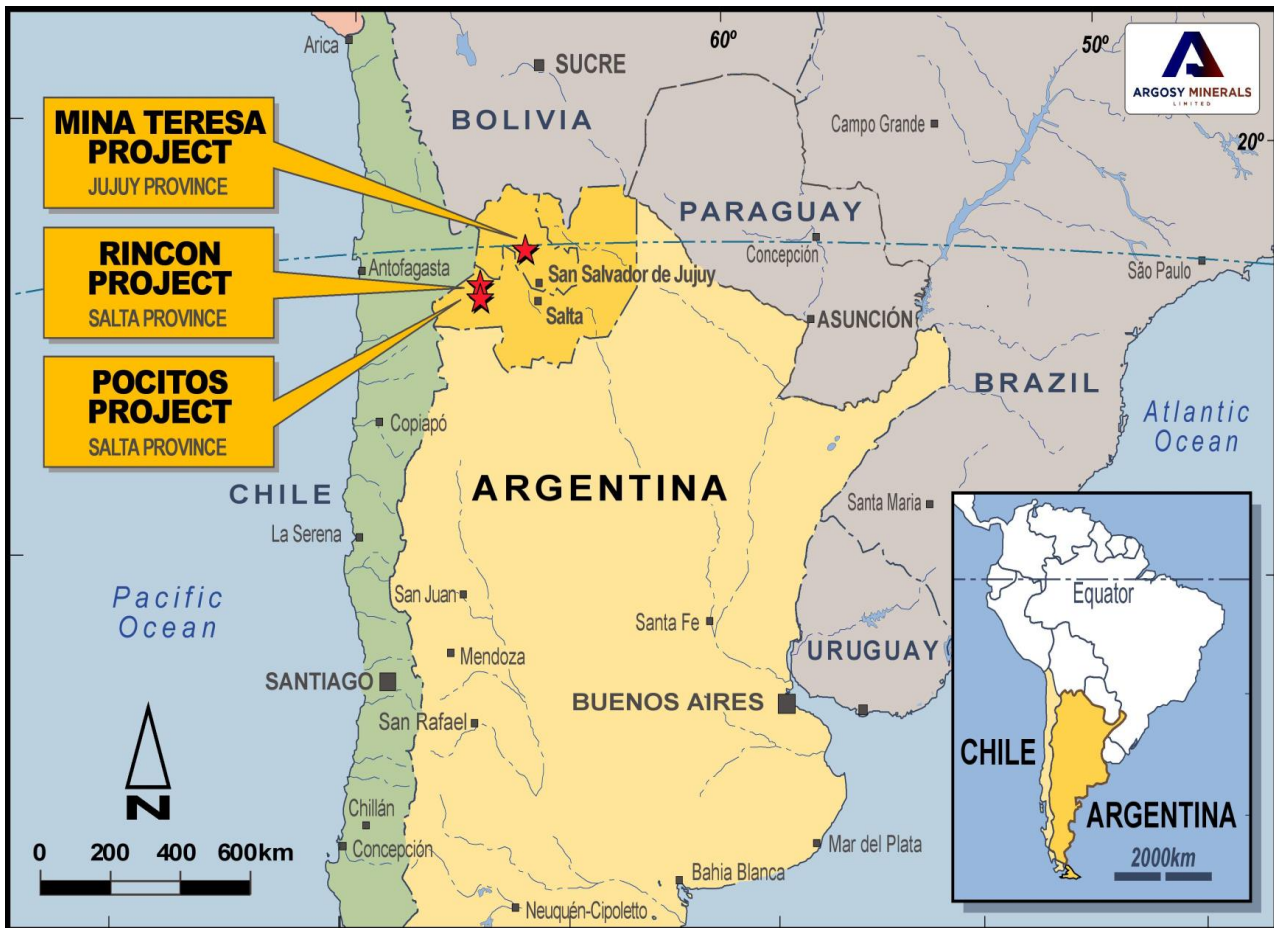 60º
50º
ARGOSY MINERALS
LIMITED
Arica
SUCRE
BOLIVIA
Campo Grande
20º
MINA TERESA
PROJECT
JUJUY PROVINCE
PARAGUAY
Concepción
RINCON
PROJECT
SALTA PROVINCE
Antofagasta
San Salvador de Jujuy
São Paulo
Salta
ASUNCIÓN
POCITOS
PROJECT
SALTA PROVINCE
BRAZIL
Copiapó
Atlantic
Ocean
CHILE
ARGENTINA
Santa Maria
La Serena
Pacific
Ocean
San Juan
Santa Fe
Mendoza
URUGUAY
SANTIAGO
BUENOS A1RES
San Rafael
N
Chillán
Concepción
0 200 400 600km
Mar del Plata
Bahia Blanca
Neuquén-Cipoletto
Equator
CHILE
ARGENTINA
2000km